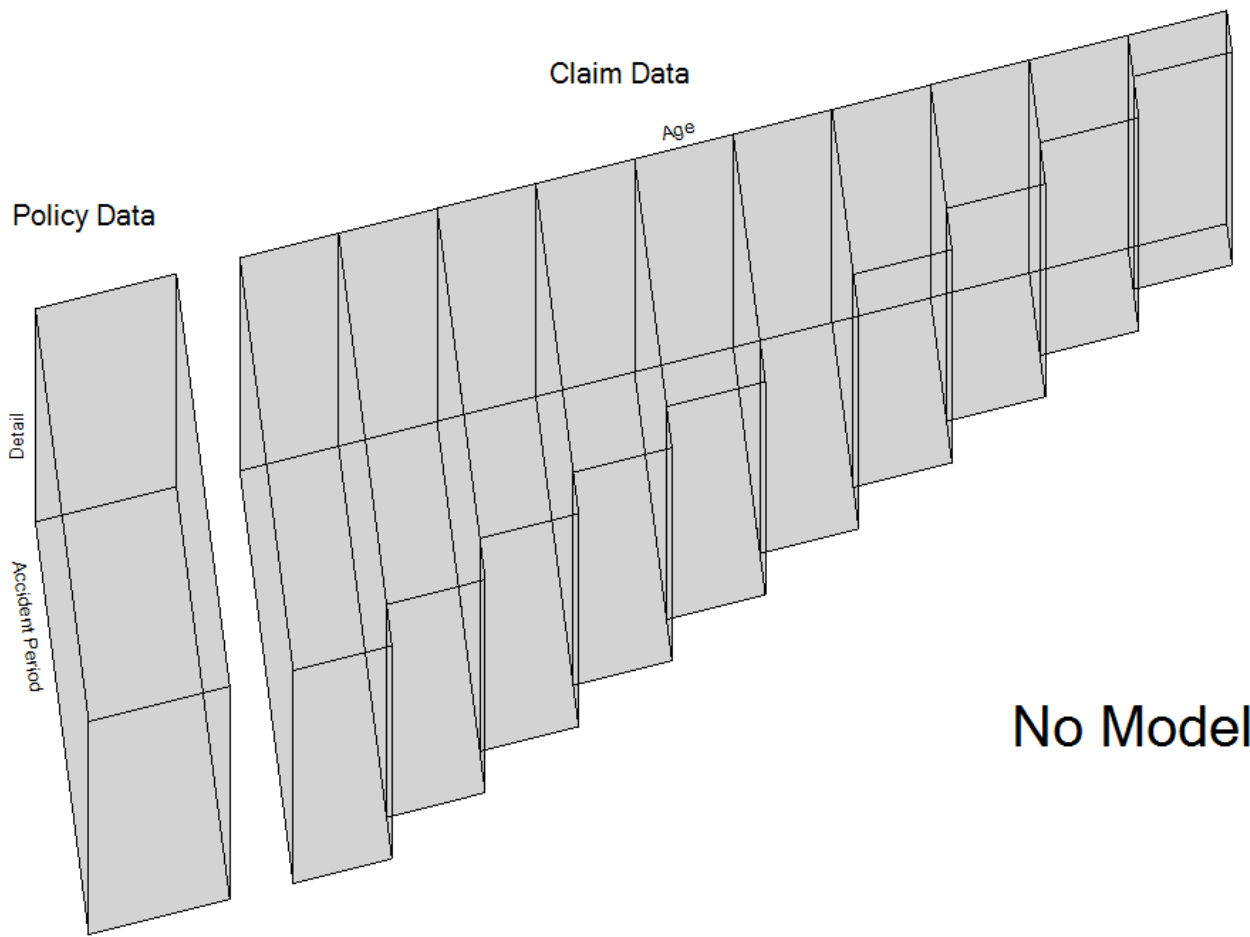 Claim Data
Age
Policy Data
Detail
Accident Period
No Model